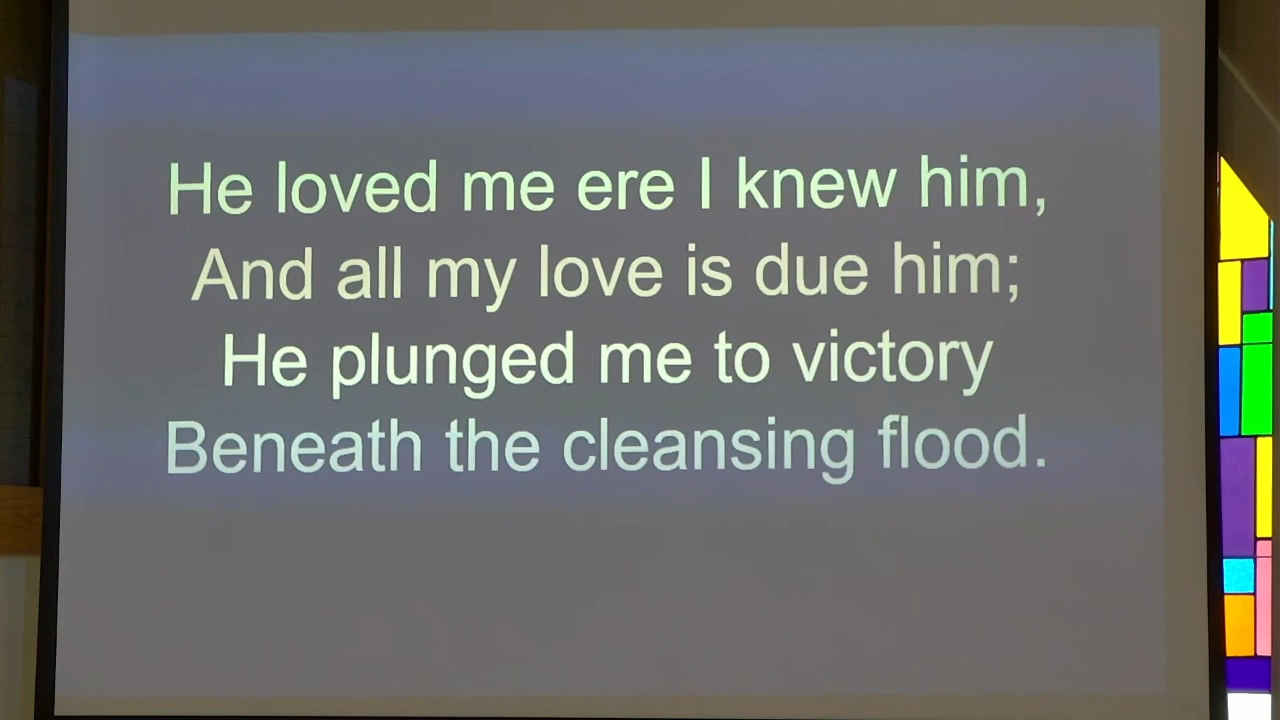 He loved me ere I knew him,
And all my love is due him;
He plunged me to victory
Beneath the cleansing flood.